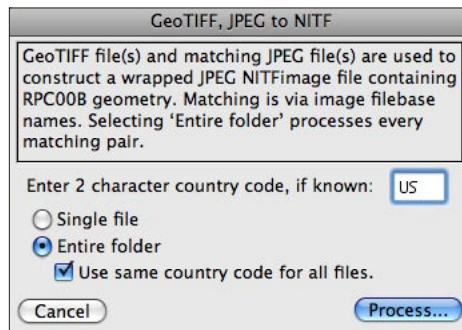 GeoTIFF, JPEG to NITF
GeoTIFF file(s) and matching JPEG file(s) are used to
construct a wrapped JPEG NITFimage file containing
RPC00B geometry. Matching is via image filebase
names. Selecting ‘Entire folder’ processes every
matching pair.
Enter 2 character country code, if known: US
Single file
Entire folder
Use same country code for all files.
Cancel Process...